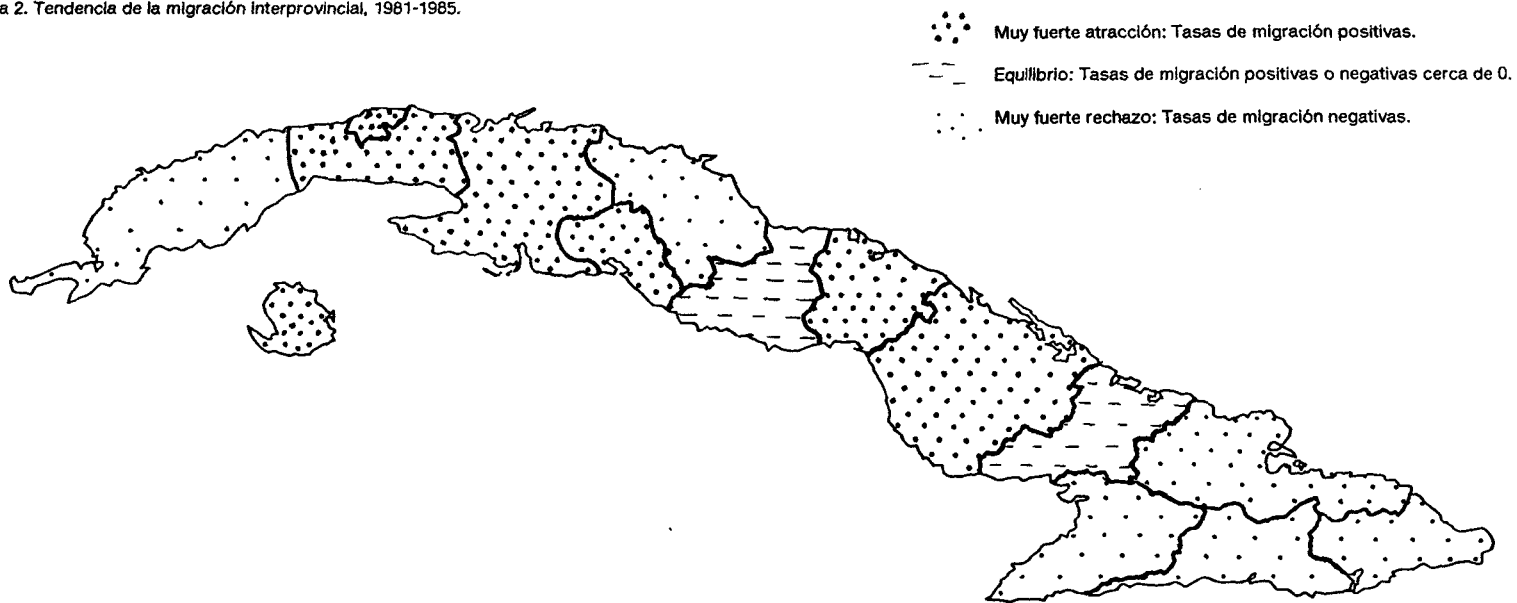 a 2. Tendencia de la migración interprovincial, 1981-1985.
Muy fuerte atracción: Tasas de migración positivas.
Equilibrio: Tasas de migración positivas o negativas cerca de 0.
Muy fuerte rechazo: Tasas de migración negativas.